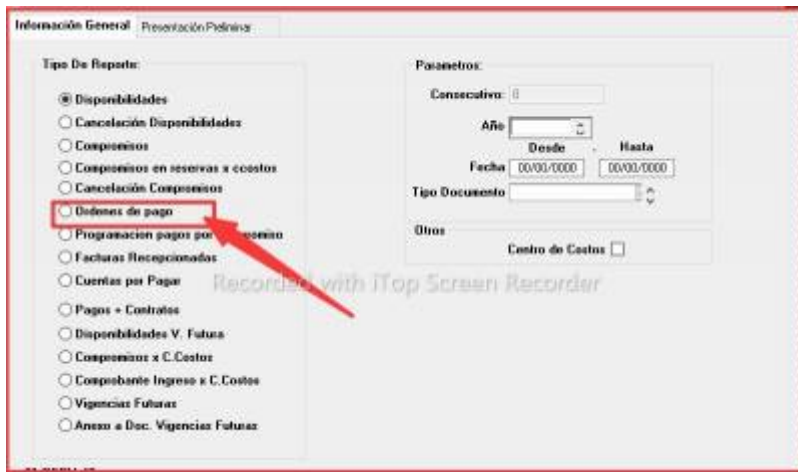 Información General Presentación Preliminar
Tipo De Reporte:
Disponibilidades
Cancelación Disponibilidades
Compromisos
Compromisos en reservas x ccostos
Cancelación Compromisos
Ordenes de pago
Programacion pagos por
Facturas Recepcionadas
Cuentas por Pagar
Pagos + Contratos
Disponibilidades V. Futura
Compromisos x C.Costos
Comprobante Ingreso x C.Costos
Vigencias Futuras
Anexo a Doc. Vigencias Futuras
Parametros:
Consecutivo:
Año
Desde Hasta
Fecha 00/00/0000 00/00/0000
Tipo Documento
Otros
Centro de Costos
Recorded with iTop Screen Recorder